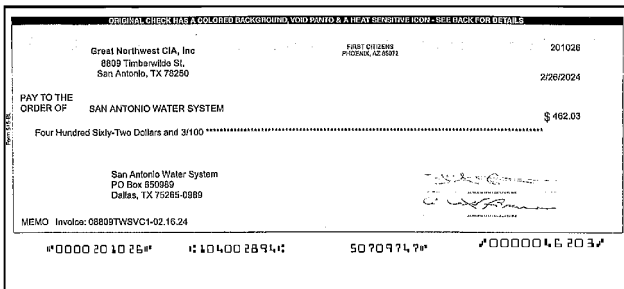 ORIGINAL CHECK HAS A COLORED BACKGROUND, VOID PANTO & A HEAT SENSITIVE ICON - SEE BACK FOR DETAILS
Great Northwest CIA, Inc
8809 Timberwilde St.
San Antonio, TX 78250
FIRST CITIZENS
PHOENIX, AZ 85072
201026
2/26/2024
PAY TO THE
ORDER OF SAN ANTONIO WATER SYSTEM
$ 462.03
Four Hundred Sixty-Two Dollars and 3/100
San Antonio Water System
PO Box 650989
Dallas, TX 75265-0989
MEMO Invoice: 08809TWSVC1-02.16.24
⑈0000201026⑈ ⑆104002894⑆ 50709747⑈ ⑇0000046203⑇